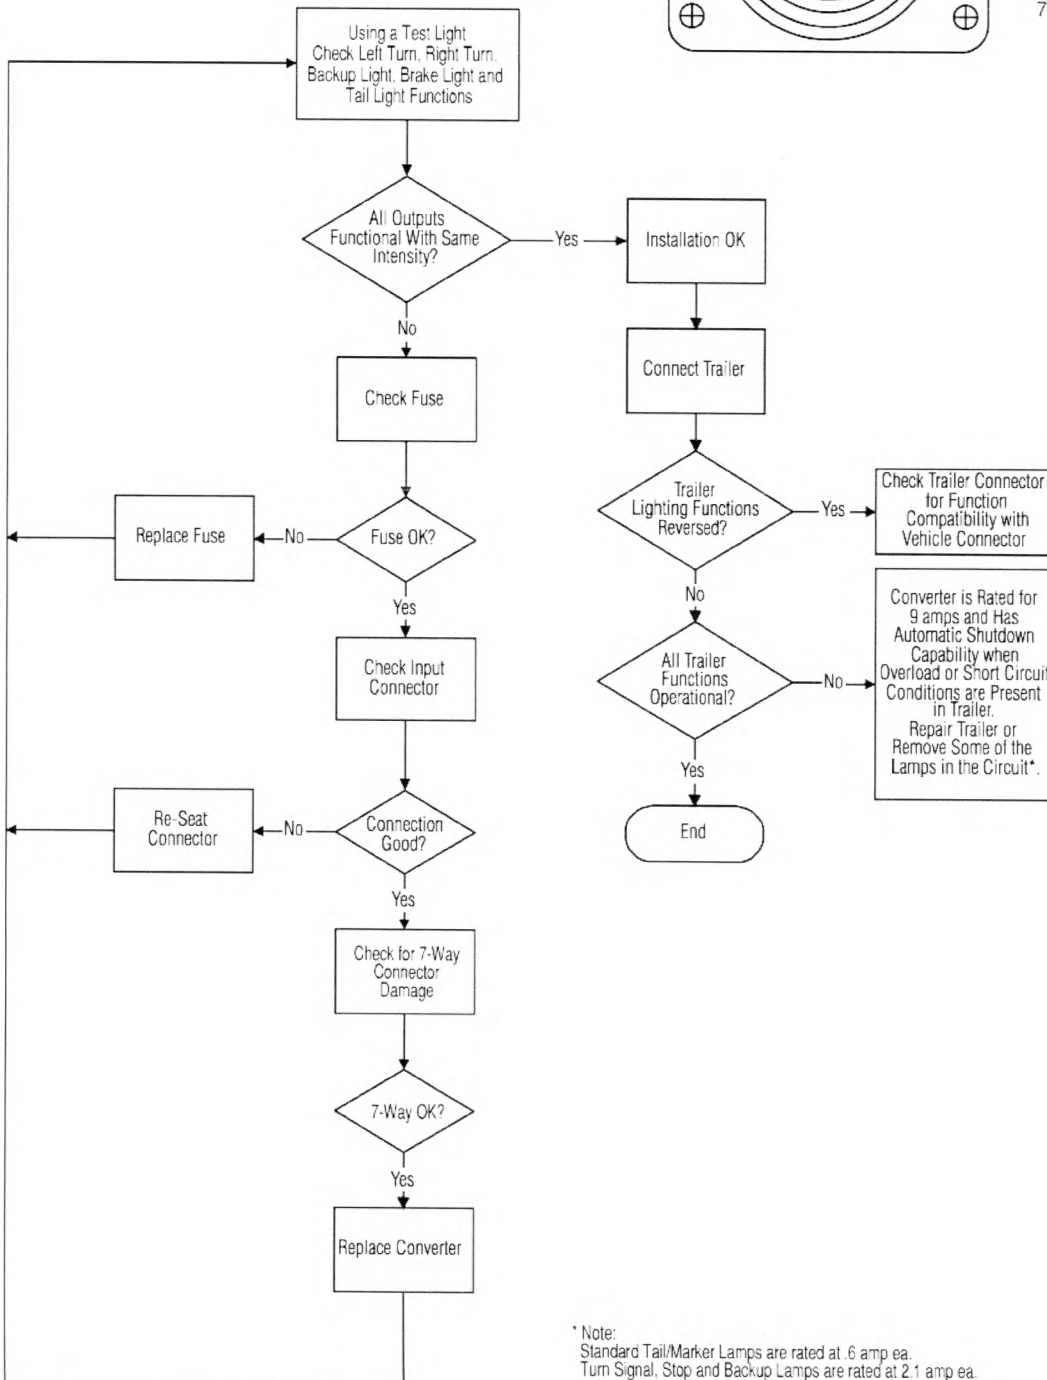 7
Using a Test Light
Check Left Turn, Right Turn,
Backup Light, Brake Light and
Tail Light Functions
All Outputs
Functional With Same
Intensity?
Yes
Installation OK
No
Connect Trailer
Check Fuse
Trailer
Lighting Functions
Reversed?
Yes
Check Trailer Connector
for Function
Compatibility with
Vehicle Connector
Replace Fuse
No
Fuse OK?
Yes
No
Check Input
Connector
All Trailer
Functions
Operational?
No
Converter is Rated for
9 amps and Has
Automatic Shutdown
Capability when
Overload or Short Circuit
Conditions are Present
in Trailer.
Repair Trailer or
Remove Some of the
Lamps in the Circuit*.
Yes
End
Re-Seat
Connector
No
Connection
Good?
Yes
Check for 7-Way
Connector
Damage
7-Way OK?
Yes
Replace Converter
* Note:
Standard Tail/Marker Lamps are rated at .6 amp ea.
Turn Signal, Stop and Backup Lamps are rated at 2.1 amp ea.